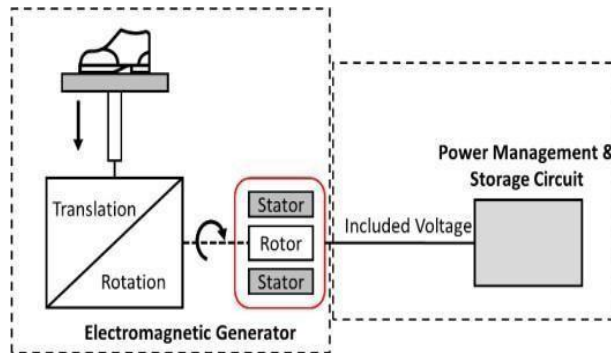 Translation
Rotation
Stator
Rotor
Stator
Electromagnetic Generator
Included Voltage
Power Management &
Storage Circuit